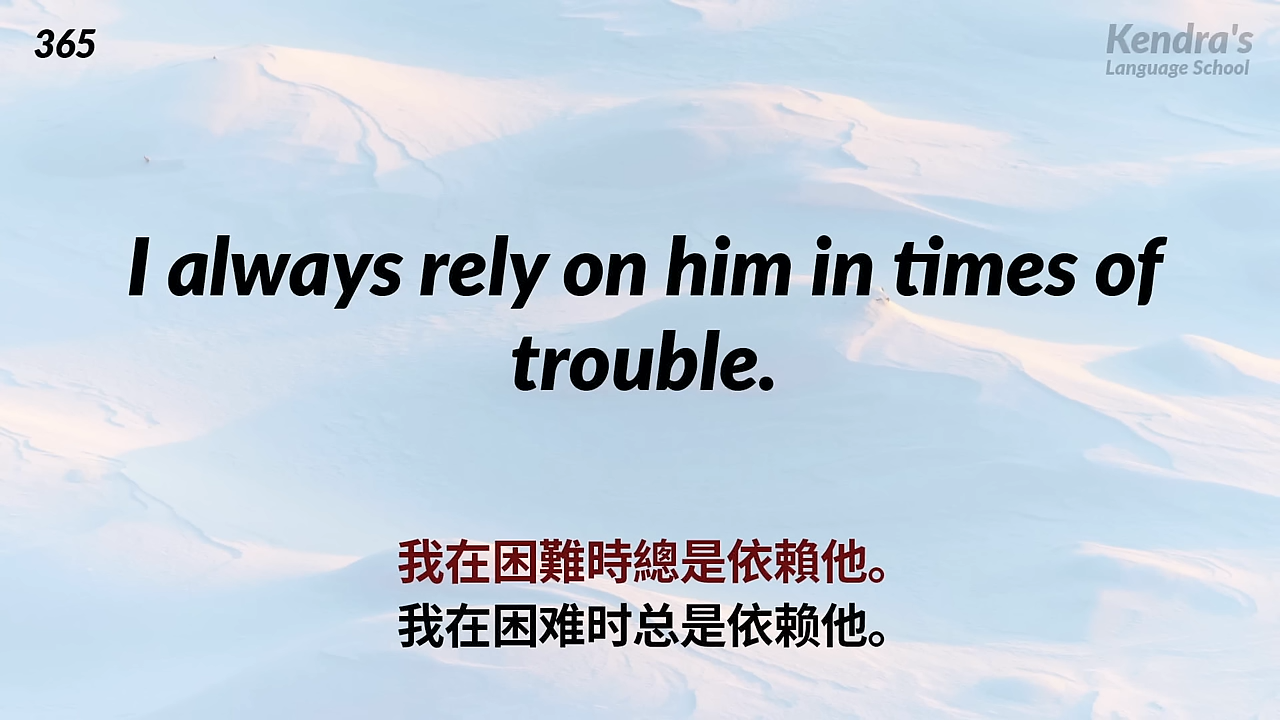 365
Kendra's
Language School
I always rely on him in times of
trouble.
我在困難時總是依賴他。
我在困难时总是依赖他。